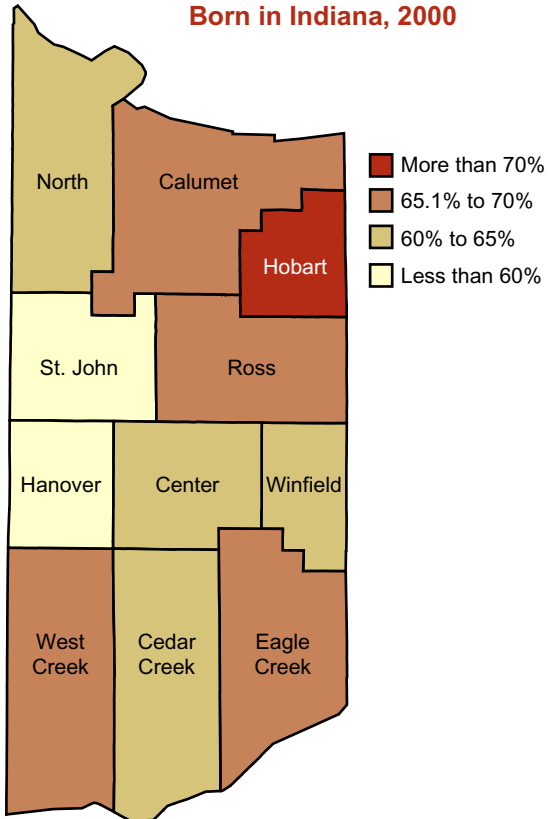 Born in Indiana, 2000
More than 70%
65.1% to 70%
60% to 65%
Less than 60%
North
Calumet
Hobart
St. John
Ross
Hanover
Center
Winfield
West
Creek
Cedar
Creek
Eagle
Creek